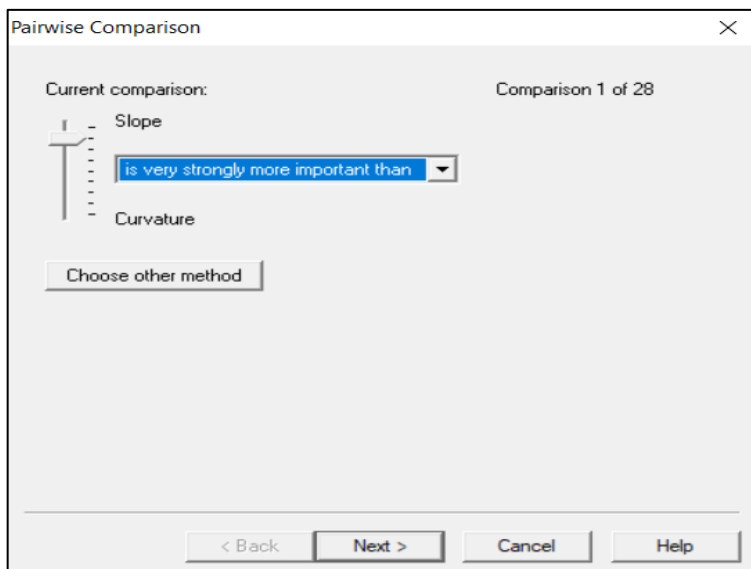 Pairwise Comparison
Current comparison:
Comparison 1 of 28
Slope
is very strongly more important than
Curvature
Choose other method
< Back
Next >
Cancel
Help